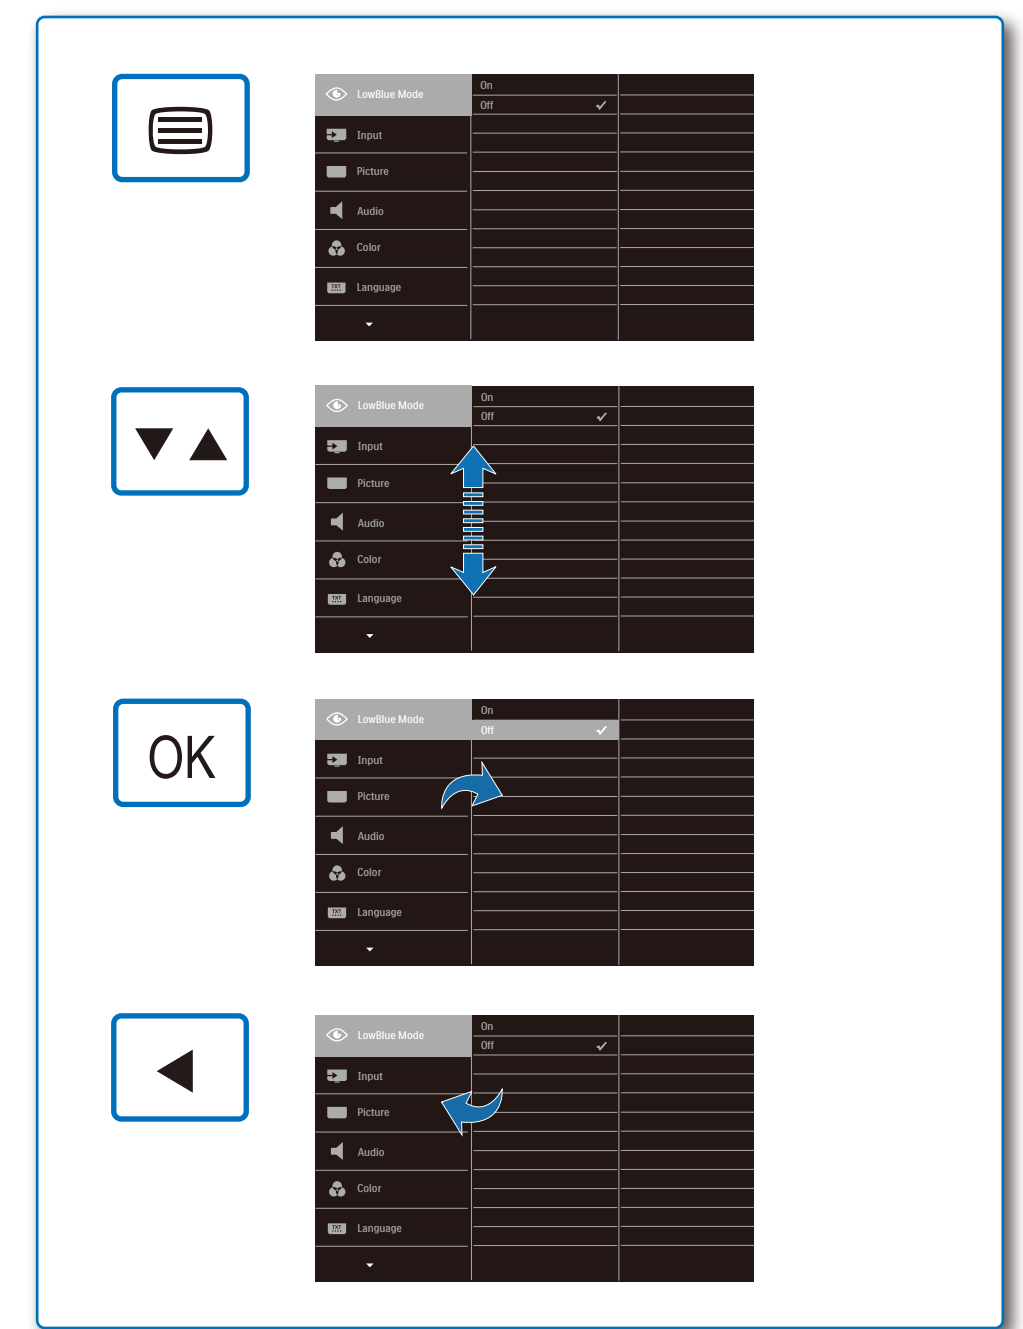 LowBlue Mode
On
Off
Input
Picture
Audio
Color
TXT
Language
LowBlue Mode
On
Off
Input
Picture
Audio
Color
TXT
Language
OK
LowBlue Mode
On
Off
Input
Picture
Audio
Color
TXT
Language
LowBlue Mode
On
Off
Input
Picture
Audio
Color
TXT
Language